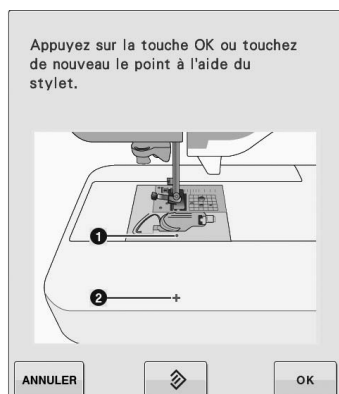 Appuyez sur la touche OK ou touchez
de nouveau le point à l'aide du
stylet.
1
2
ANNULER
OK